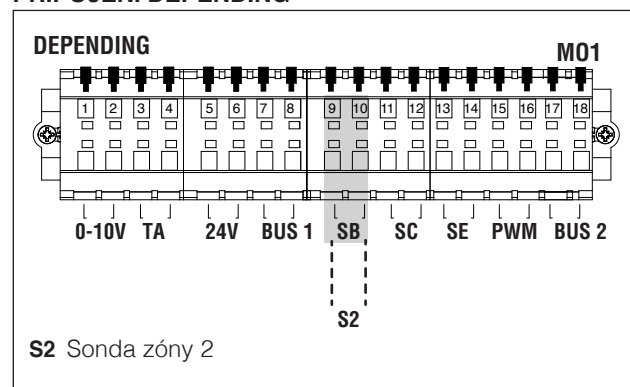 DEPENDING
M01
1 2 3 4 5 6 7 8 9 10 11 12 13 14 15 16 17 18
0-10V TA 24V BUS 1 SB SC SE PWM BUS 2
S2
S2 Sonda zóny 2